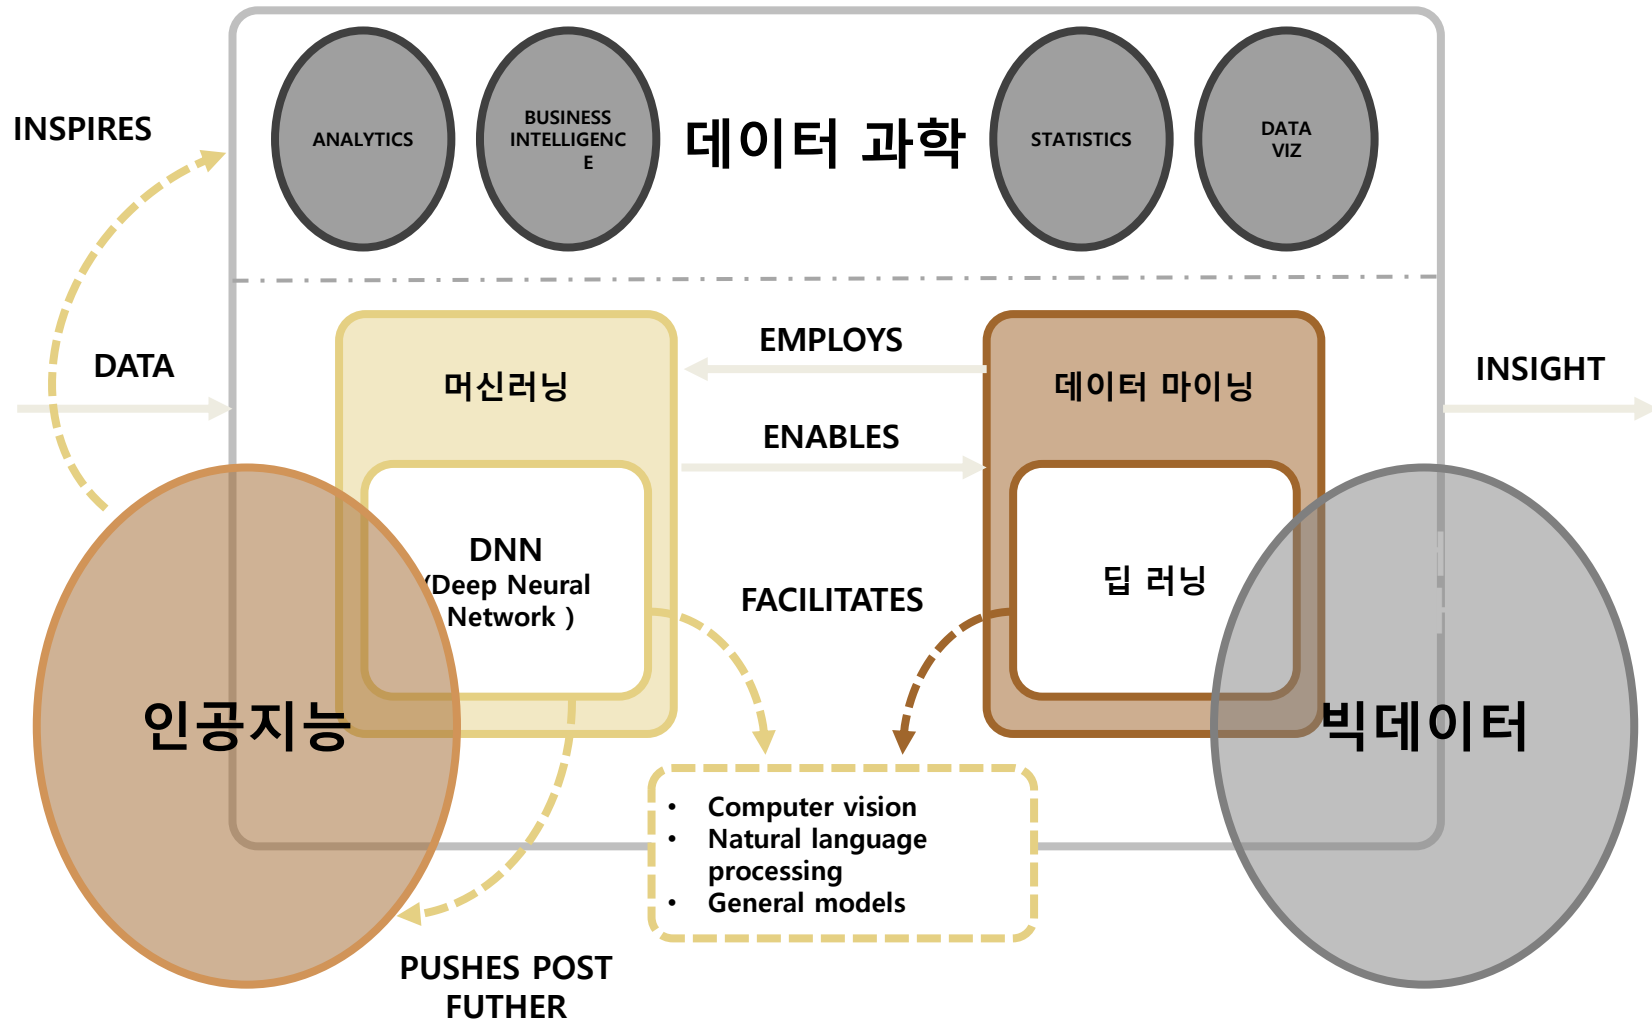 INSPIRES
ANALYTICS
BUSINESS
INTELLIGENC
E
데이터 과학
STATISTICS
DATA
VIZ
DATA
머신러닝
EMPLOYS
ENABLES
데이터 마이닝
INSIGHT
DNN
(Deep Neural
Network )
FACILITATES
딥 러닝
인공지능
빅데이터
• Computer vision
• Natural language
processing
• General models
PUSHES POST
FUTHER